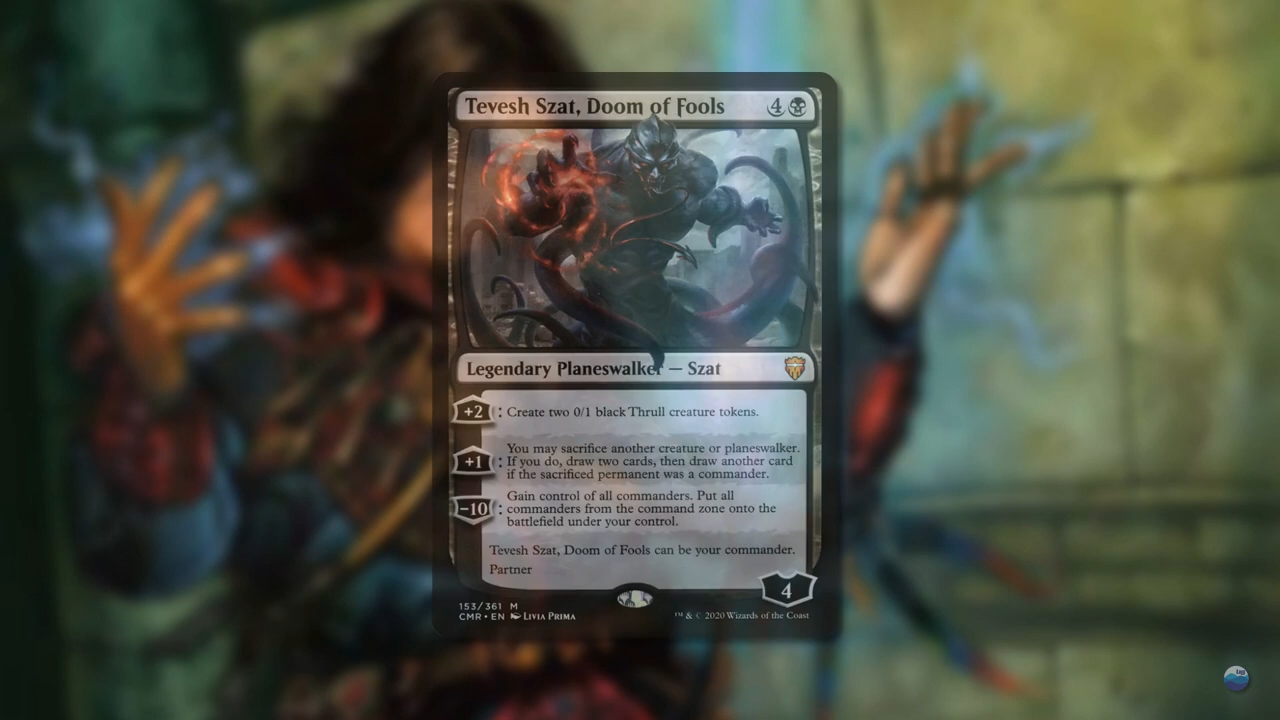 Tevesh Szat, Doom of Fools 4
Legendary Planeswalker — Szat
+2 : Create two 0/1 black Thrull creature tokens.
You may sacrifice another creature or planeswalker.
+1 : If you do, draw two cards, then draw another card
if the sacrificed permanent was a commander.
Gain control of all commanders. Put all
−10 : commanders from the command zone onto the
battlefield under your control.
Tevesh Szat, Doom of Fools can be your commander.
Partner
4
153/361 M
CMR • EN Livia Prima
™ & © 2020 Wizards of the Coast